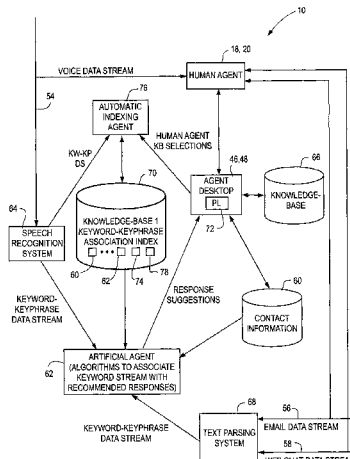 10
18, 20
VOICE DATA STREAM
HUMAN AGENT
54
76
AUTOMATIC
INDEXING
AGENT
HUMAN AGENT
KB SELECTIONS
KW-KP
DS
70
46,48
66
AGENT
DESKTOP
PL
72
KNOWLEDGE-
BASE
64
SPEECH
RECOGNITION
SYSTEM
KNOWLEDGE-BASE 1
KEYWORD-KEYPHRASE
ASSOCIATION INDEX
60
62
74
78
RESPONSE
SUGGESTIONS
60
CONTACT
INFORMATION
KEYWORD-
KEYPHRASE
DATA STREAM
62
ARTIFICIAL AGENT
(ALGORITHMS TO ASSOCIATE
KEYWORD STREAM WITH
RECOMMENDED RESPONSES)
68
56
EMAIL DATA STREAM
KEYWORD-KEYPHRASE
DATA STREAM
TEXT PARSING
SYSTEM
58